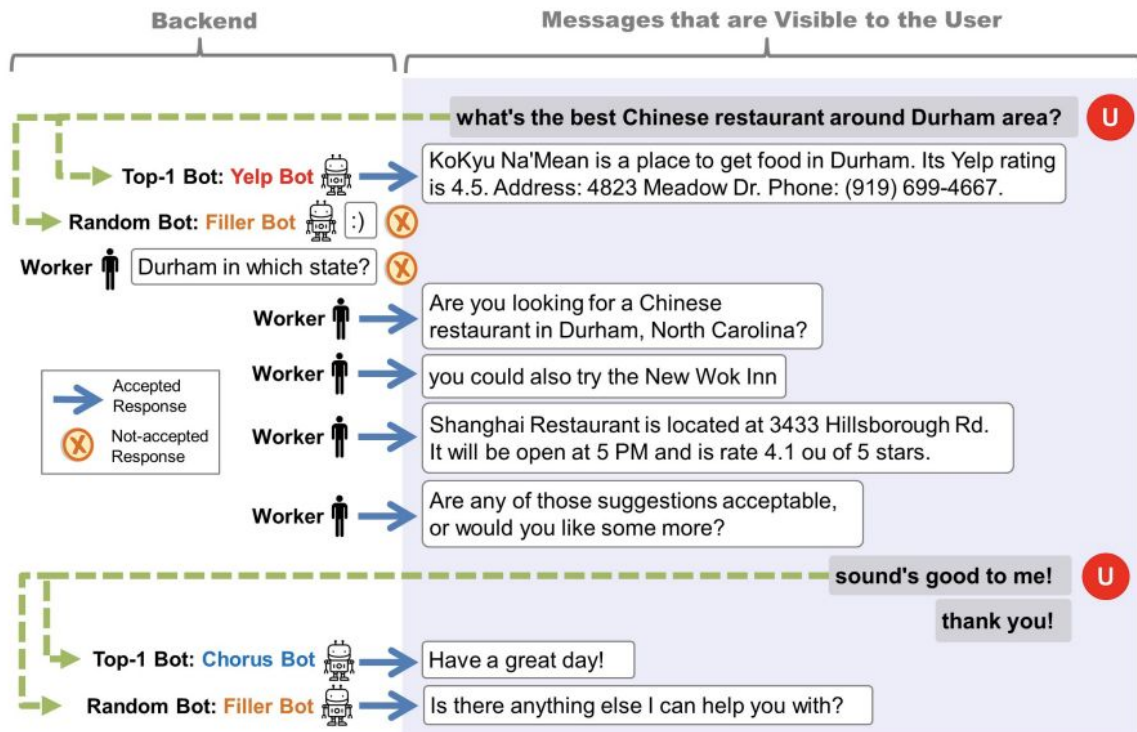 Backend
Messages that are Visible to the User
what's the best Chinese restaurant around Durham area?
U
Top-1 Bot: Yelp Bot
KoKyu Na'Mean is a place to get food in Durham. Its Yelp rating
is 4.5. Address: 4823 Meadow Dr. Phone: (919) 699-4667.
Random Bot: Filler Bot
:)
X
Worker
Durham in which state?
X
Worker
Are you looking for a Chinese
restaurant in Durham, North Carolina?
Worker
you could also try the New Wok Inn
Accepted
Response
X
Not-accepted
Response
Worker
Shanghai Restaurant is located at 3433 Hillsborough Rd.
It will be open at 5 PM and is rate 4.1 ou of 5 stars.
Worker
Are any of those suggestions acceptable,
or would you like some more?
sound's good to me!
U
thank you!
Top-1 Bot: Chorus Bot
Have a great day!
Random Bot: Filler Bot
Is there anything else I can help you with?